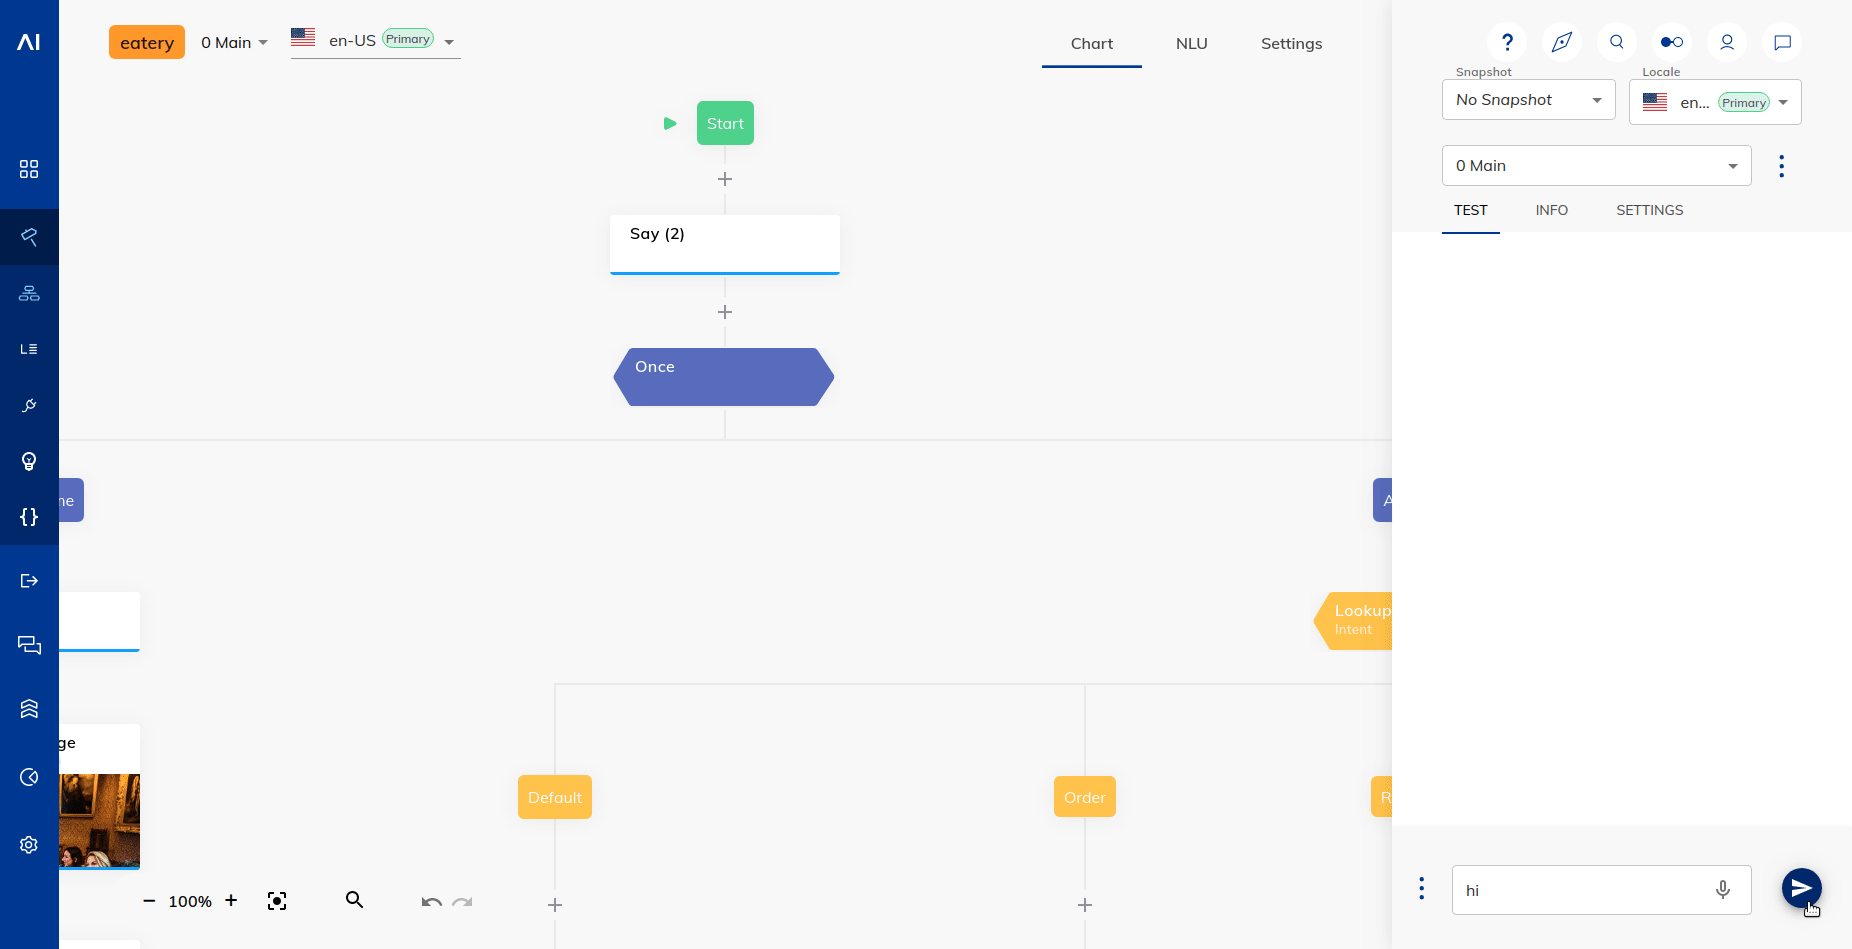 AI
eatery
0 Main
en-US
Primary
Chart
NLU
Settings
Start
Say (2)
Once
ne
A
Lookup
Intent
ge
Default
Order
R
100%
?
Snapshot
No Snapshot
Locale
en...
Primary
0 Main
TEST
INFO
SETTINGS
hi